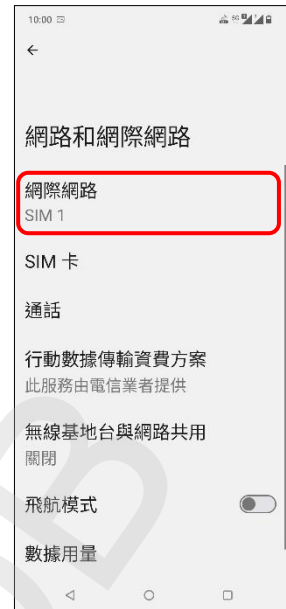 10:00
5G
網路和網際網路
網際網路
SIM 1
SIM 卡
通話
行動數據傳輸資費方案
此服務由電信業者提供
無線基地台與網路共用
關閉
飛航模式
數據用量